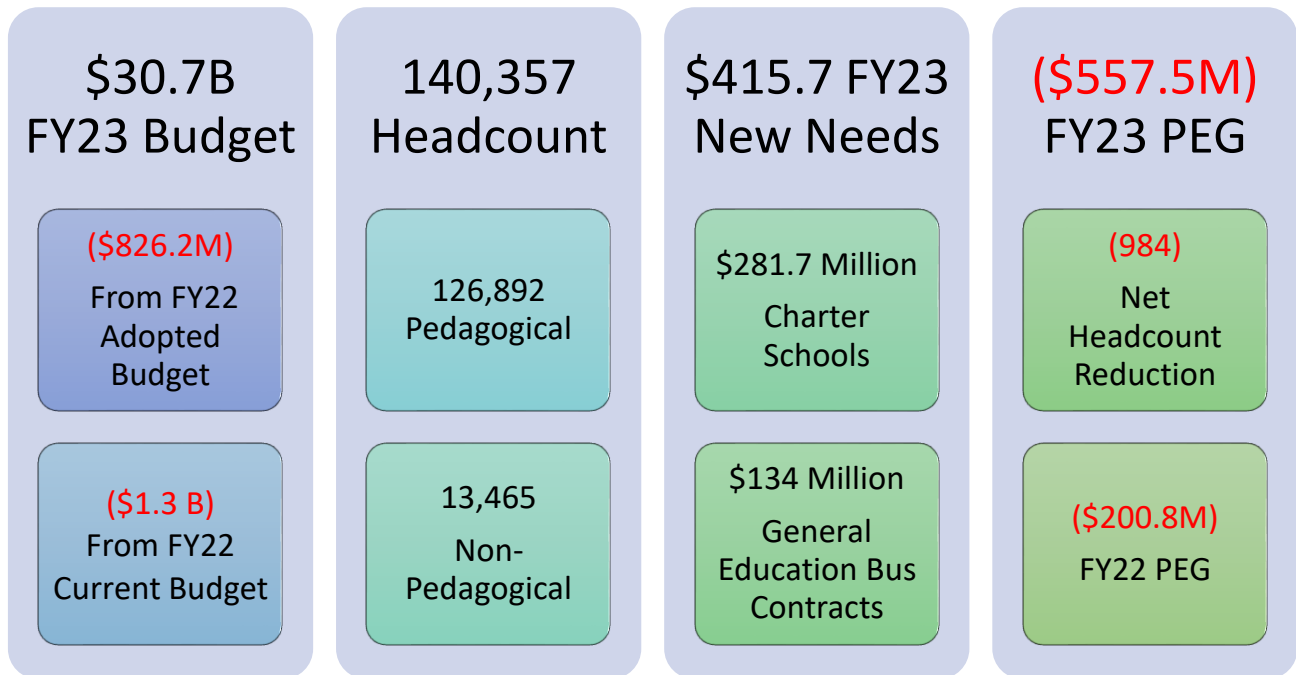 $30.7B
FY23 Budget
($826.2M)
From FY22
Adopted
Budget
($1.3 B)
From FY22
Current Budget
140,357
Headcount
126,892
Pedagogical
13,465
Non-
Pedagogical
$415.7 FY23
New Needs
$281.7 Million
Charter
Schools
$134 Million
General
Education Bus
Contracts
($557.5M)
FY23 PEG
(984)
Net
Headcount
Reduction
($200.8M)
FY22 PEG